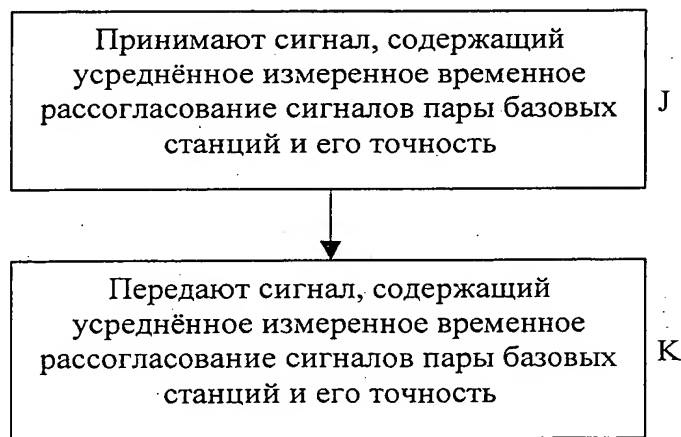 Принимают сигнал, содержащий
усреднённое измеренное временное
рассогласование сигналов пары базовых
станций и его точность
J
Передают сигнал, содержащий
усреднённое измеренное временное
рассогласование сигналов пары базовых
станций и его точность
K